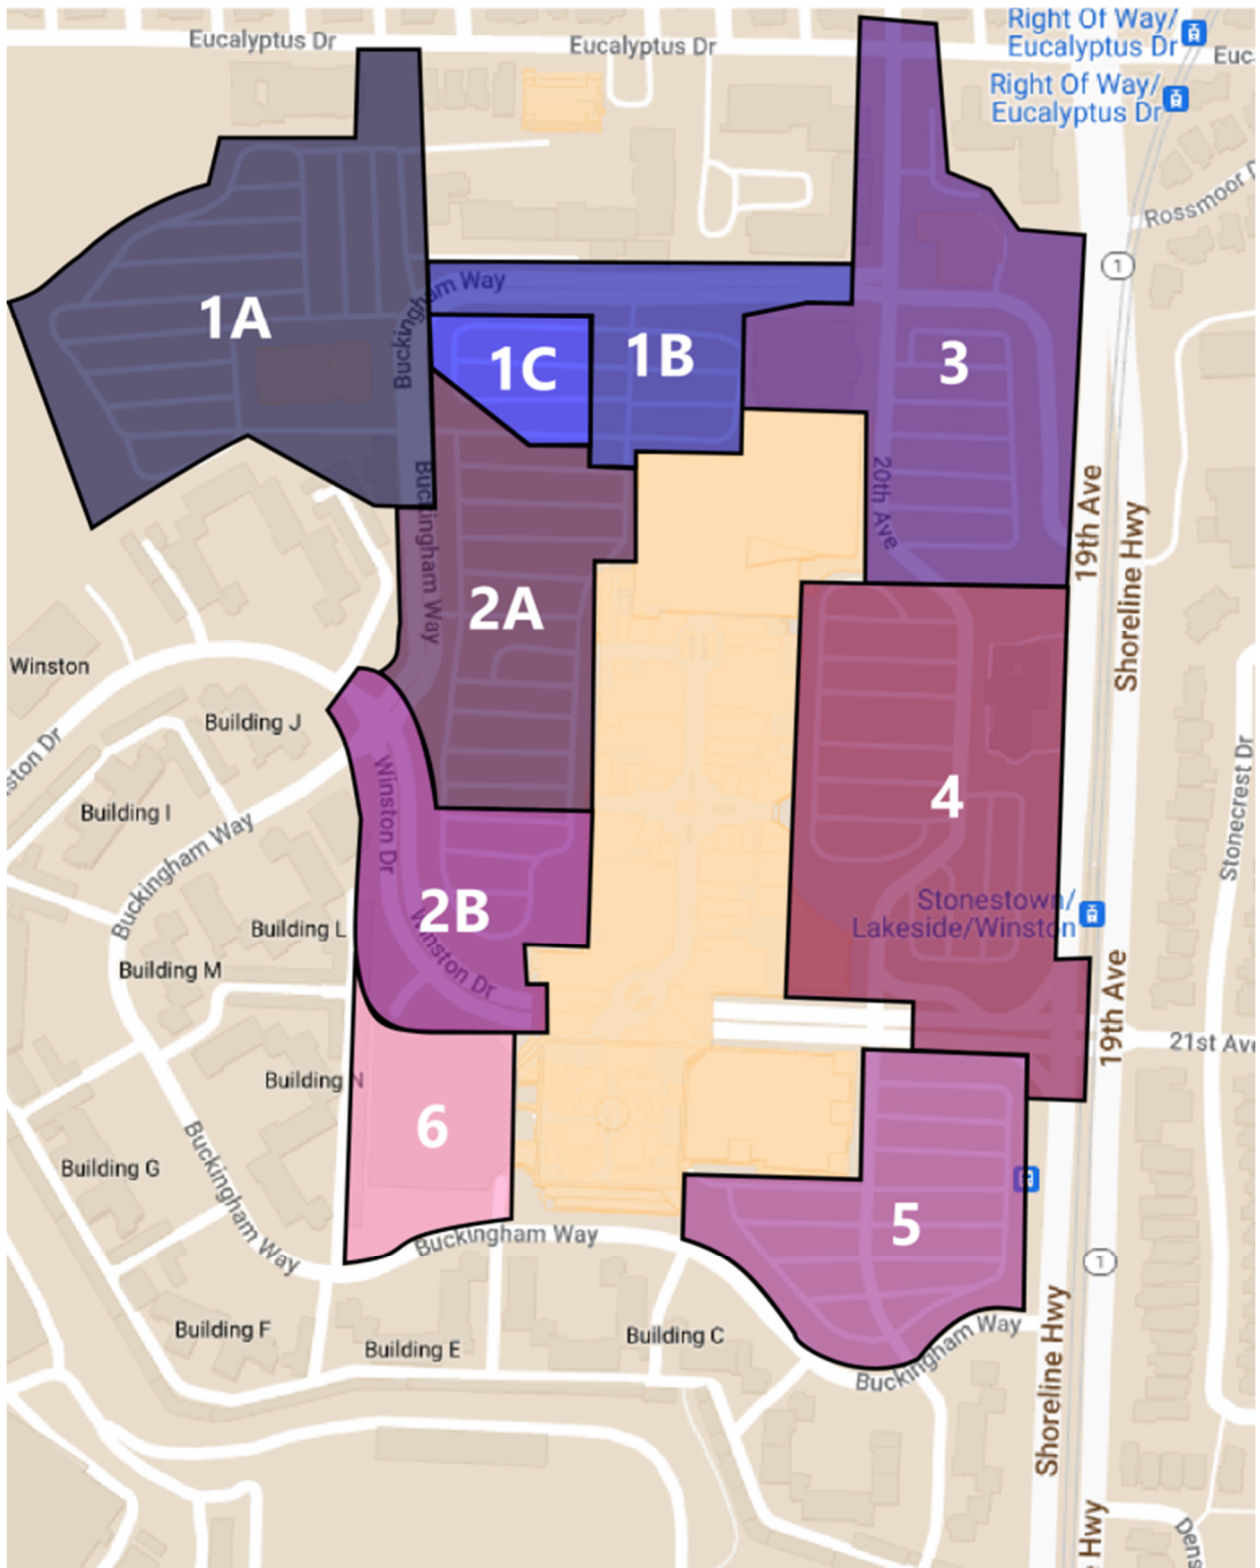 Eucalyptus Dr
Eucalyptus Dr
Right Of Way/
Eucalyptus Dr
Euc
Right Of Way/
Eucalyptus Dr
Rossmoor D
1
1A
Buckingham Way
1C
1B
3
20th Ave
19th Ave
Shoreline Hwy
Buckingham Way
2A
Winston
Building J
ston Dr
Building I
Buckingham Way
Winston Dr
4
Stonecrest Dr
2B
Stonestown/
Lakeside/Winston
Building L
Winston Dr
Building M
19th Ave
21st Ave
Building N
6
Building G
Buckingham Way
Buckingham Way
5
1
Building F
Building E
Building C
Buckingham Way
Shoreline Hwy
Hwy
Dens